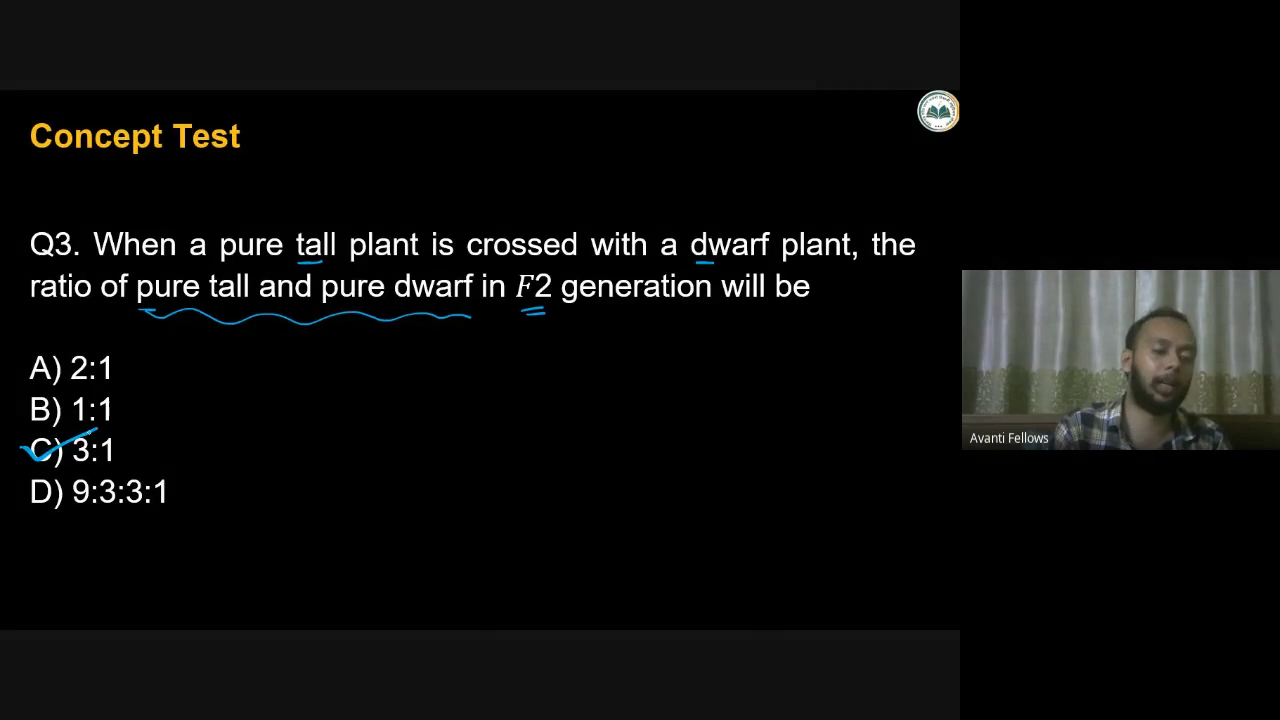 Concept Test
Q3. When a pure tall plant is crossed with a dwarf plant, the
ratio of pure tall and pure dwarf in F2 generation will be
A) 2:1
B) 1:1
C) 3:1
D) 9:3:3:1
Avanti Fellows